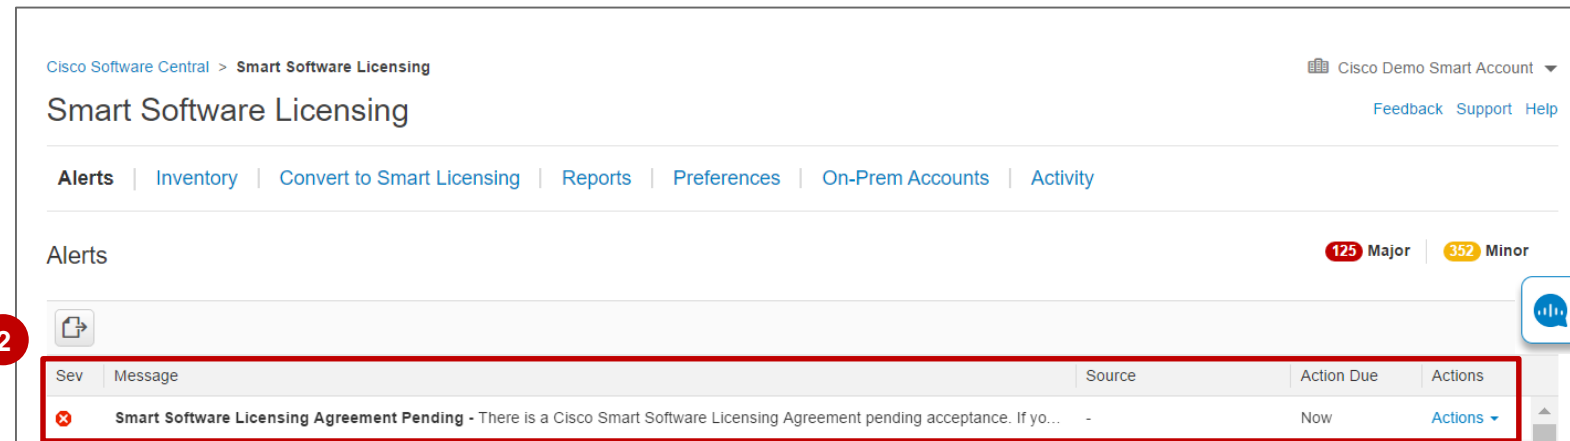 Cisco Software Central > Smart Software Licensing
Cisco Demo Smart Account
Smart Software Licensing
Feedback Support Help
Alerts | Inventory | Convert to Smart Licensing | Reports | Preferences | On-Prem Accounts | Activity
Alerts
125 Major 352 Minor
2
Sev Message Source Action Due Actions
Smart Software Licensing Agreement Pending - There is a Cisco Smart Software Licensing Agreement pending acceptance. If yo... - Now Actions